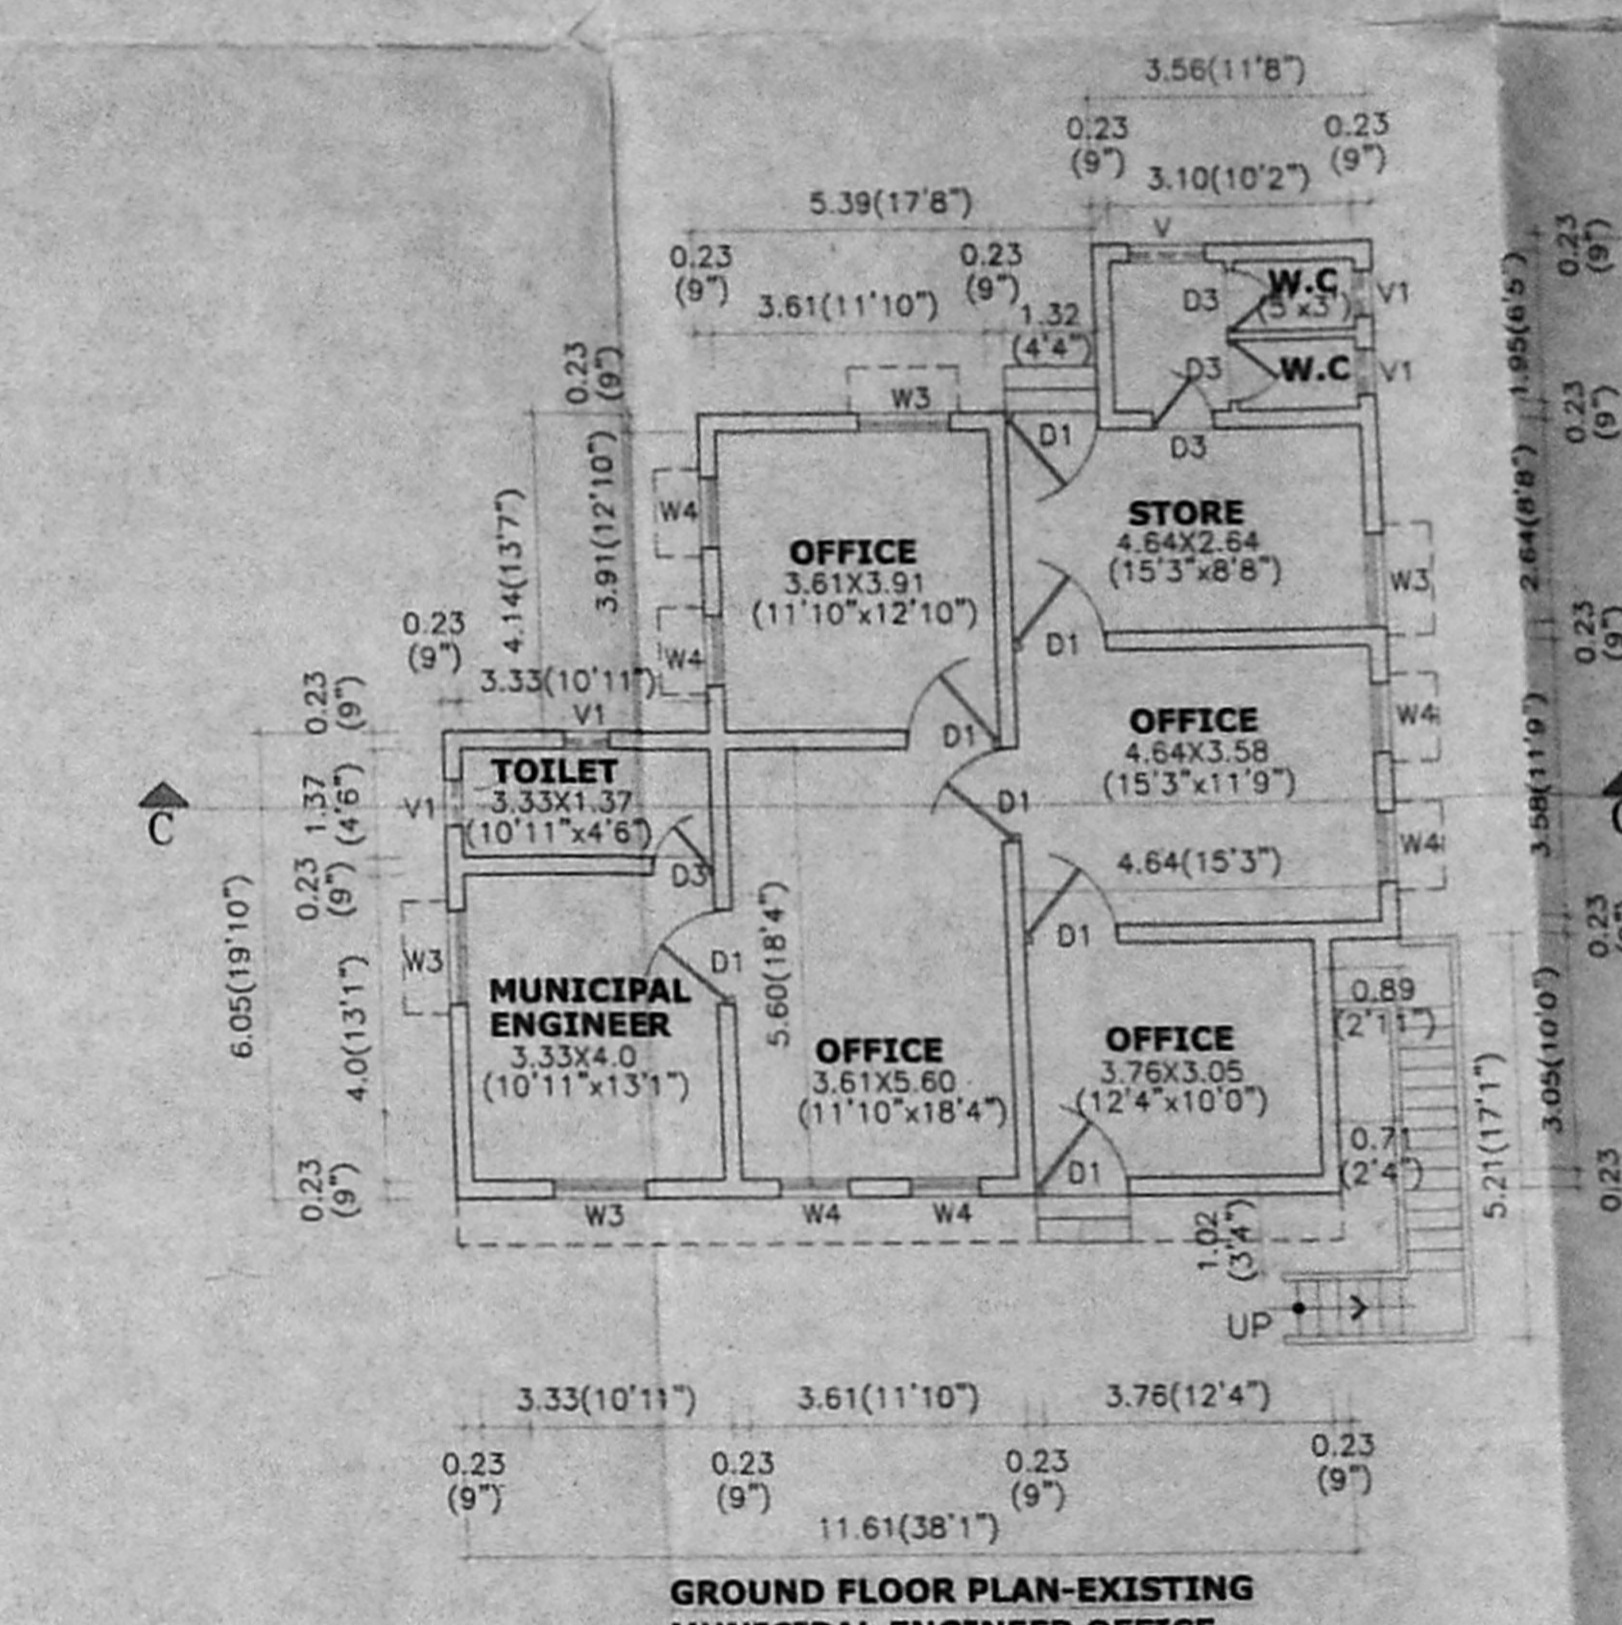 3.56(11'8")
0.23
(9")
0.23
(9")
3.10(10'2")
5.39(17'8")
0.23
(9")
0.23
(9")
3.61(11'10")
1.32
(4'4")
V
W.C
(5'x3')
D3
V1
W.C
D3
V1
D3
0.23
(9")
1.95(6'5")
0.23
(9")
0.23
(9")
W3
D1
W4
4.14(13'7")
3.91(12'10")
OFFICE
3.61X3.91
(11'10"x12'10")
W4
STORE
4.64X2.64
(15'3"x8'8")
W3
2.64(8'8")
D1
0.23
(9")
0.23
(9")
3.33(10'11")
V1
0.23
(9")
D1
OFFICE
4.64X3.58
(15'3"x11'9")
W4
W4
D1
4.64(15'3")
3.58(11'9")
C
TOILET
3.33X1.37
(10'11"x4'6")
V1
1.37
(4'6")
D3
0.23
(9")
6.05(19'10")
4.0(13'1")
W3
MUNICIPAL
ENGINEER
3.33X4.0
(10'11"x13'1")
D1
5.60(18'4")
OFFICE
3.61X5.60
(11'10"x18'4")
D1
OFFICE
3.76X3.05
(12'4"x10'0")
D1
0.89
(2'11")
0.71
(2'4")
5.21(17'1")
3.05(10'0")
0.23
0.23
0.23
(9")
W3
W4
W4
1.02
(3'4")
UP
3.33(10'11")
3.61(11'10")
3.76(12'4")
0.23
(9")
0.23
(9")
0.23
(9")
0.23
(9")
11.61(38'1")
GROUND FLOOR PLAN-EXISTING
MUNICIPAL ENGINEER OFFICE